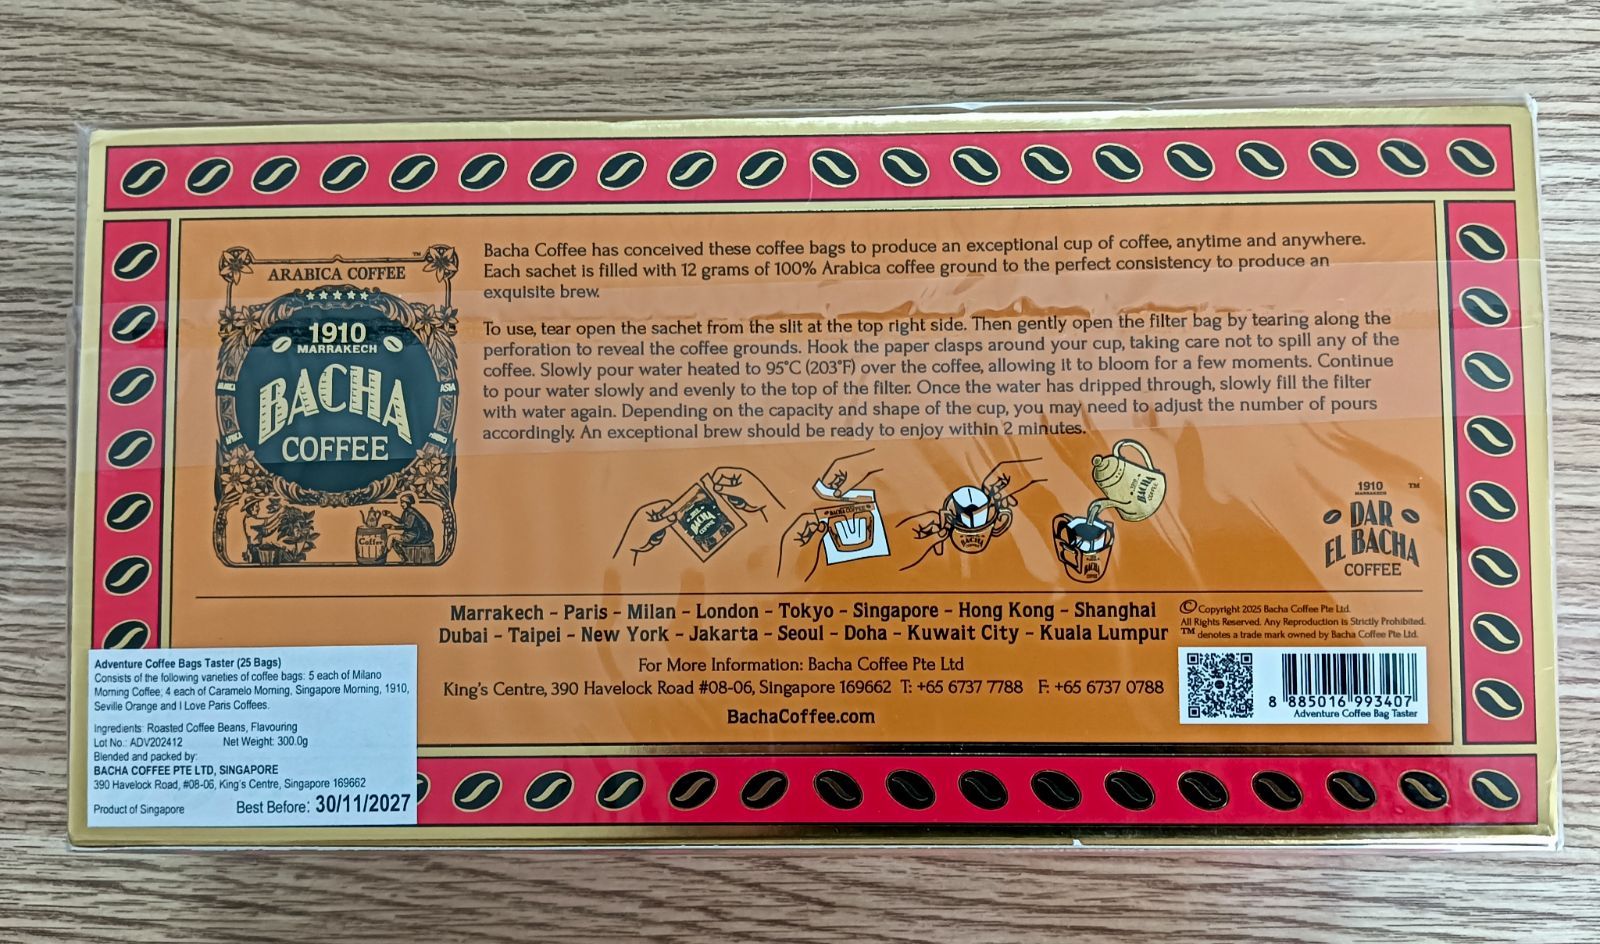 ARABICA COFFEE
™
1910
MARRAKECH
BACHA
COFFEE
AFRICA
ASIA
Coffee
Bacha Coffee has conceived these coffee bags to produce an exceptional cup of coffee, anytime and anywhere.
Each sachet is filled with 12 grams of 100% Arabica coffee ground to the perfect consistency to produce an
exquisite brew.
To use, tear open the sachet from the slit at the top right side. Then gently open the filter bag by tearing along the
perforation to reveal the coffee grounds. Hook the paper clasps around your cup, taking care not to spill any of the
coffee. Slowly pour water heated to 95°C (203°F) over the coffee, allowing it to bloom for a few moments. Continue
to pour water slowly and evenly to the top of the filter. Once the water has dripped through, slowly fill the filter
with water again. Depending on the capacity and shape of the cup, you may need to adjust the number of pours
accordingly. An exceptional brew should be ready to enjoy within 2 minutes.
BACHA
COFFEE
BACHA COFFEE
BACHA
BACHA
COFFEE
BACHA
1910
MARRAKECH
™
DAR
EL BACHA
COFFEE
Marrakech – Paris – Milan – London – Tokyo – Singapore – Hong Kong – Shanghai
Dubai – Taipei – New York – Jakarta – Seoul – Doha – Kuwait City – Kuala Lumpur
For More Information: Bacha Coffee Pte Ltd
King's Centre, 390 Havelock Road #08-06, Singapore 169662 T: +65 6737 7788 F: +65 6737 0788
BachaCoffee.com
© Copyright 2025 Bacha Coffee Pte Ltd.
All Rights Reserved. Any Reproduction is Strictly Prohibited.
™ denotes a trade mark owned by Bacha Coffee Pte Ltd.
8 885016 993407
Adventure Coffee Bag Taster
Adventure Coffee Bags Taster (25 Bags)
Consists of the following varieties of coffee bags: 5 each of Milano
Morning Coffee; 4 each of Caramelo Morning, Singapore Morning, 1910,
Seville Orange and I Love Paris Coffees.
Ingredients: Roasted Coffee Beans, Flavouring
Lot No.: ADV202412 Net Weight: 300.0g
Blended and packed by:
BACHA COFFEE PTE LTD, SINGAPORE
390 Havelock Road, #08-06, King's Centre, Singapore 169662
Product of Singapore Best Before: 30/11/2027